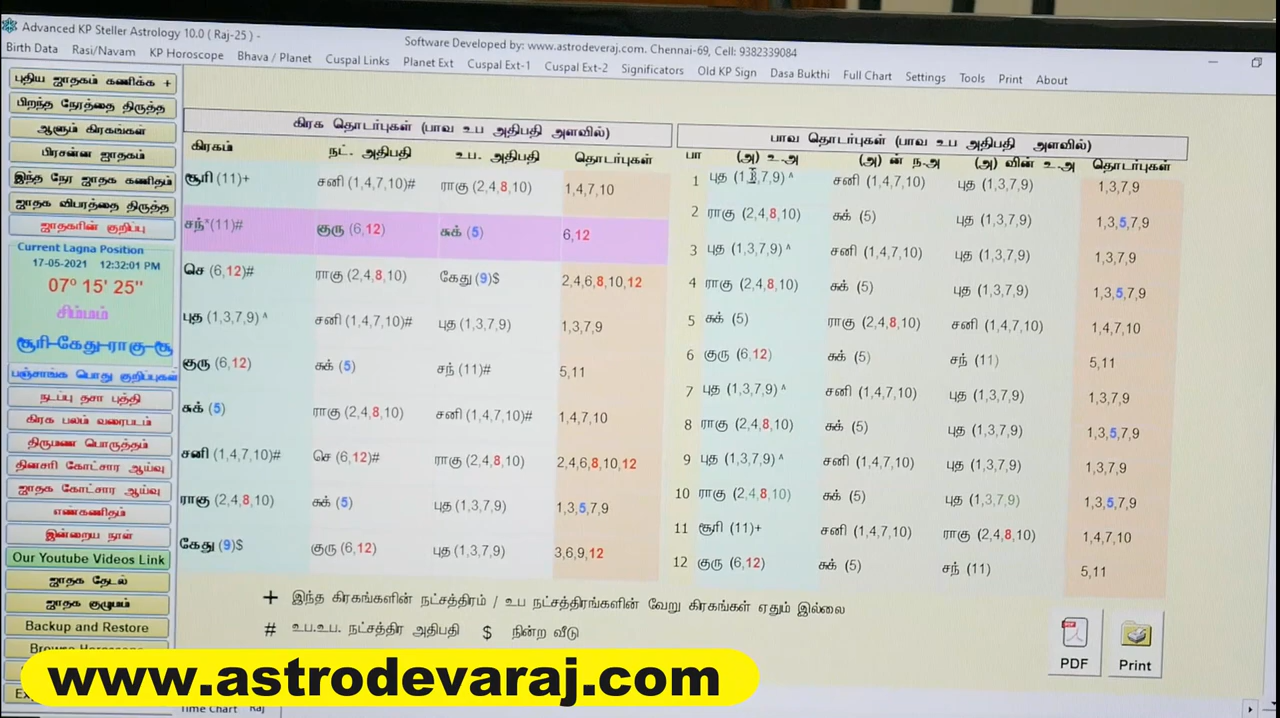 Advanced KP Steller Astrology 10.0 ( Raj-25 ) -
Software Developed by: www.astrodevaraj.com. Chennai-69, Cell: 9382339084
Birth Data Rasi/Navam KP Horoscope Bhava / Planet Cuspal Links Planet Ext Cuspal Ext-1 Cuspal Ext-2 Significators Old KP Sign Dasa Bukthi Full Chart Settings Tools Print About
புதிய ஜாதகம் கணிக்க +
பிறந்த நேரத்தை திருத்த
ஆளும் கிரகங்கள்
பிரசன்ன ஜாதகம்
இந்த நேர ஜாதக கணிதம்
ஜாதக விபரத்தை திருத்த
ஜாதகரின் குறிப்பு
Current Lagna Position
17-05-2021 12:32:01 PM
07º 15' 25"
சிம்மம்
சூரி-கேது-ராகு-சூ
பஞ்சாங்க பொது குறிப்புகள்
நடப்பு தசா புத்தி
கிரக பலம் வரைபடம்
திருமண பொருத்தம்
தினசரி கோட்சார ஆய்வு
ஜாதக கோட்சார ஆய்வு
எண்கணிதம்
இன்றைய நாள்
Our Youtube Videos Link
ஜாதக தேடல்
ஜாதக குழுமம்
Backup and Restore
கிரக தொடர்புகள் (பாவ உப அதிபதி அளவில்)
கிரகம் நட். அதிபதி உப. அதிபதி தொடர்புகள்
சூரி (11)+ சனி (1,4,7,10)# ராகு (2,4,8,10) 1,4,7,10
சந்*(11)# குரு (6,12) சுக் (5) 6,12
செ (6,12)# ராகு (2,4,8,10) கேது (9)$ 2,4,6,8,10,12
புத (1,3,7,9) ^ சனி (1,4,7,10)# புத (1,3,7,9) 1,3,7,9
குரு (6,12) சுக் (5) சந் (11)# 5,11
சுக் (5) ராகு (2,4,8,10) சனி (1,4,7,10)# 1,4,7,10
சனி (1,4,7,10)# செ (6,12)# ராகு (2,4,8,10) 2,4,6,8,10,12
ராகு (2,4,8,10) சுக் (5) புத (1,3,7,9) 1,3,5,7,9
கேது (9)$ குரு (6,12) புத (1,3,7,9) 3,6,9,12
பாவ தொடர்புகள் (பாவ உப அதிபதி அளவில்)
பா (அ) உ.அ (அ) ன் ந.அ (அ) வின் உ.அ தொடர்புகள்
1 புத (1,3,7,9) ^ சனி (1,4,7,10) புத (1,3,7,9) 1,3,7,9
2 ராகு (2,4,8,10) சுக் (5) புத (1,3,7,9) 1,3,5,7,9
3 புத (1,3,7,9) ^ சனி (1,4,7,10) புத (1,3,7,9) 1,3,7,9
4 ராகு (2,4,8,10) சுக் (5) புத (1,3,7,9) 1,3,5,7,9
5 சுக் (5) ராகு (2,4,8,10) சனி (1,4,7,10) 1,4,7,10
6 குரு (6,12) சுக் (5) சந் (11) 5,11
7 புத (1,3,7,9) ^ சனி (1,4,7,10) புத (1,3,7,9) 1,3,7,9
8 ராகு (2,4,8,10) சுக் (5) புத (1,3,7,9) 1,3,5,7,9
9 புத (1,3,7,9) ^ சனி (1,4,7,10) புத (1,3,7,9) 1,3,7,9
10 ராகு (2,4,8,10) சுக் (5) புத (1,3,7,9) 1,3,5,7,9
11 சூரி (11)+ சனி (1,4,7,10) ராகு (2,4,8,10) 1,4,7,10
12 குரு (6,12) சுக் (5) சந் (11) 5,11
+ இந்த கிரகங்களின் நட்சத்திரம் / உப நட்சத்திரங்களின் வேறு கிரகங்கள் ஏதும் இல்லை
# உப.உப. நட்சத்திர அதிபதி $ நின்ற வீடு
PDF
Print
www.astrodevaraj.com